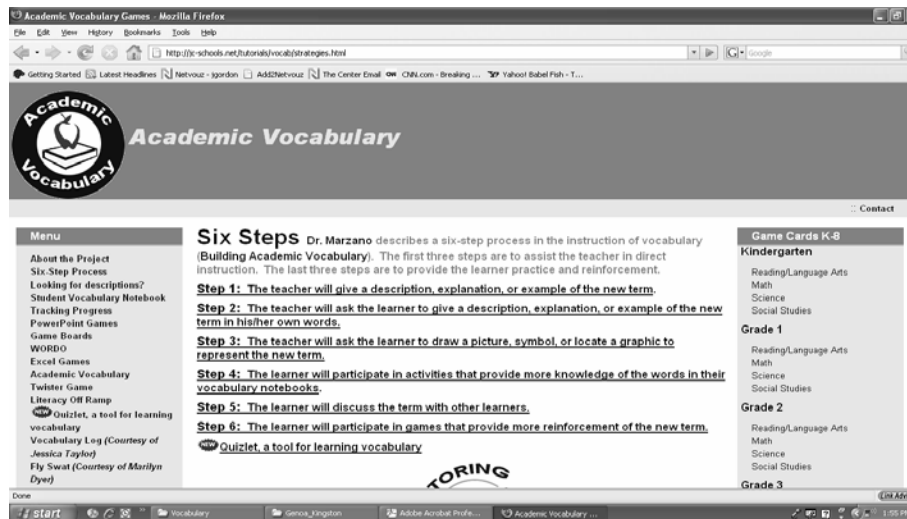 Academic Vocabulary Games - Mozilla Firefox
File Edit View History Bookmarks Tools Help
http://jc-schools.net/tutorials/vocab/strategies.html
Google
Getting Started Latest Headlines Netvouz - jgordon Add2Netvouz The Center Email CNN.com - Breaking ... Yahoo! Babel Fish - T...
Academic Vocabulary
Academic Vocabulary
:: Contact
Menu
About the Project
Six-Step Process
Looking for descriptions?
Student Vocabulary Notebook
Tracking Progress
PowerPoint Games
Game Boards
WORDO
Excel Games
Academic Vocabulary
Twister Game
Literacy Off Ramp
NEW Quizlet, a tool for learning
vocabulary
Vocabulary Log (Courtesy of
Jessica Taylor)
Fly Swat (Courtesy of Marilyn
Dyer)
Six Steps Dr. Marzano describes a six-step process in the instruction of vocabulary
(Building Academic Vocabulary). The first three steps are to assist the teacher in direct
instruction. The last three steps are to provide the learner practice and reinforcement.
Step 1: The teacher will give a description, explanation, or example of the new term.
Step 2: The teacher will ask the learner to give a description, explanation, or example of the new
term in his/her own words.
Step 3: The teacher will ask the learner to draw a picture, symbol, or locate a graphic to
represent the new term.
Step 4: The learner will participate in activities that provide more knowledge of the words in their
vocabulary notebooks.
Step 5: The learner will discuss the term with other learners.
Step 6: The learner will participate in games that provide more reinforcement of the new term.
NEW Quizlet, a tool for learning vocabulary
TORING
Game Cards K-8
Kindergarten
Reading/Language Arts
Math
Science
Social Studies
Grade 1
Reading/Language Arts
Math
Science
Social Studies
Grade 2
Reading/Language Arts
Math
Science
Social Studies
Grade 3
Done
start
Vocabulary
Genoa_Kingston
Adobe Acrobat Profe...
Academic Vocabulary ...
1:55 PM